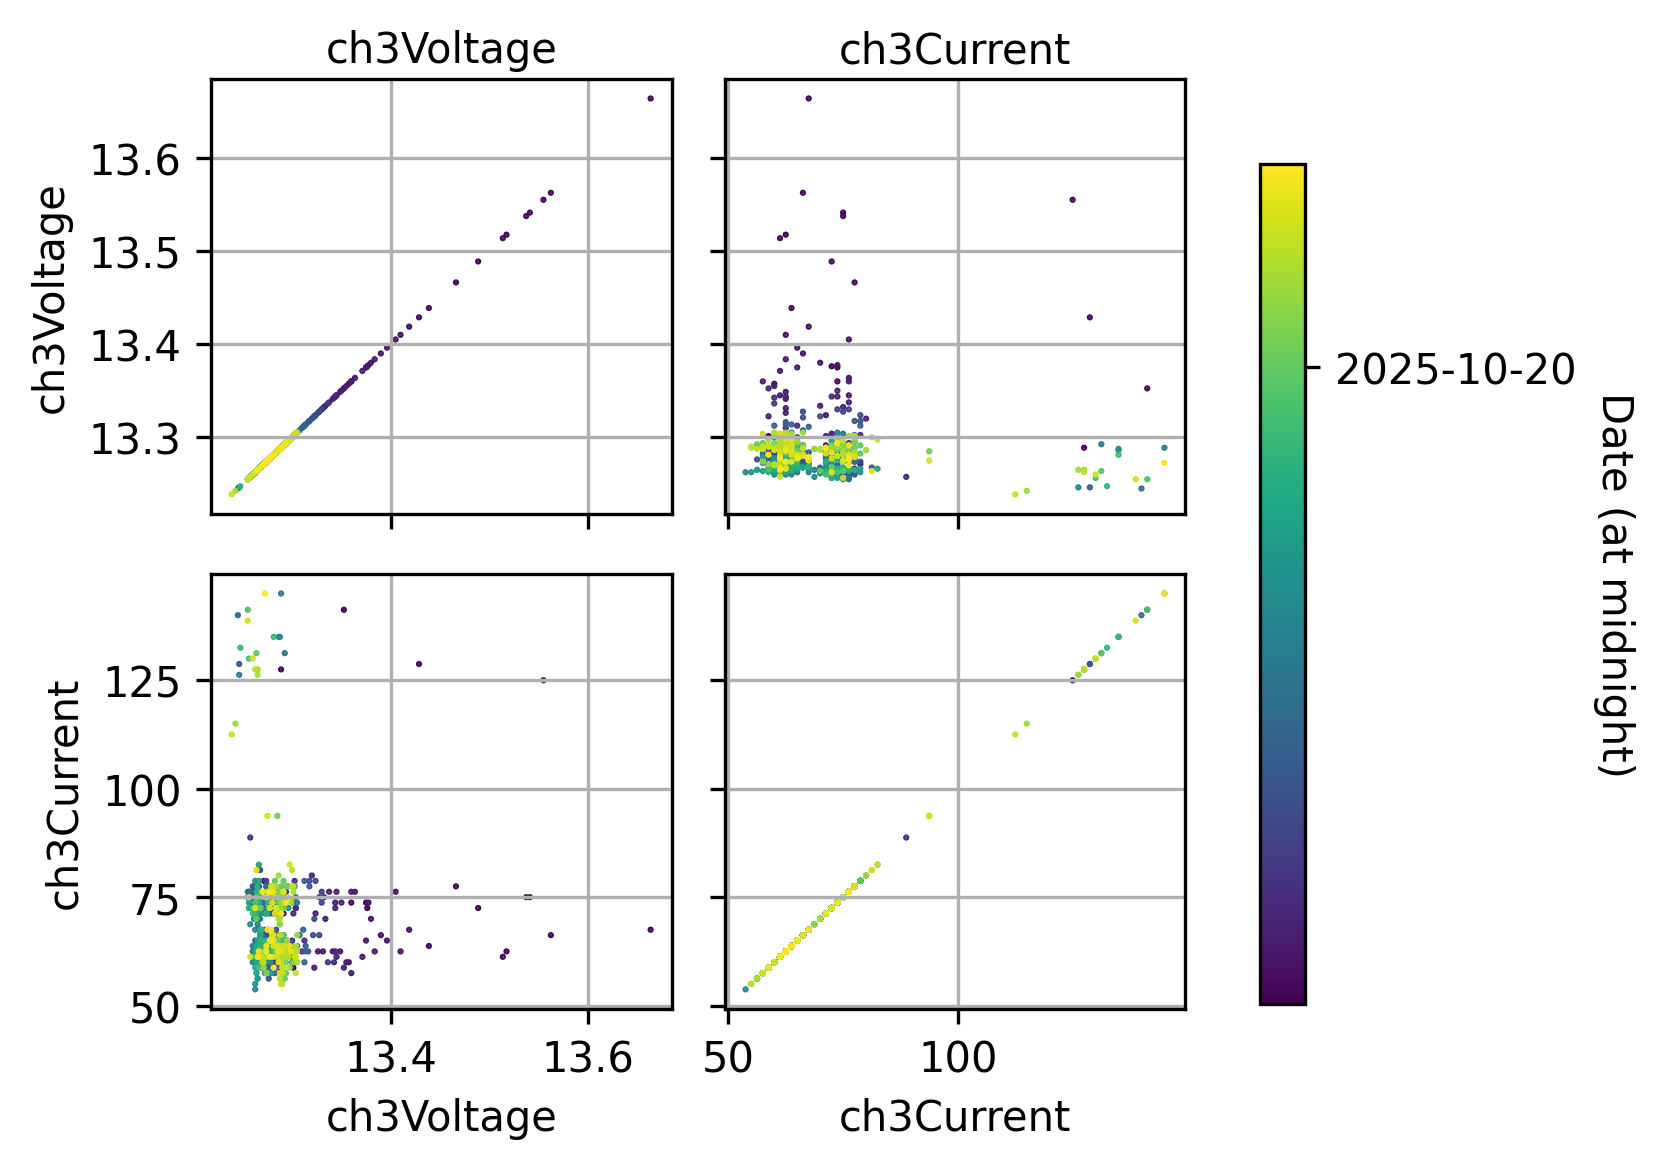 ch3Voltage ch3Current
ch3Voltage
13.6
13.5
13.4
13.3
2025-10-20
Date (at midnight)
ch3Current
125
100
75
50
13.4 13.6 50 100
ch3Voltage ch3Current